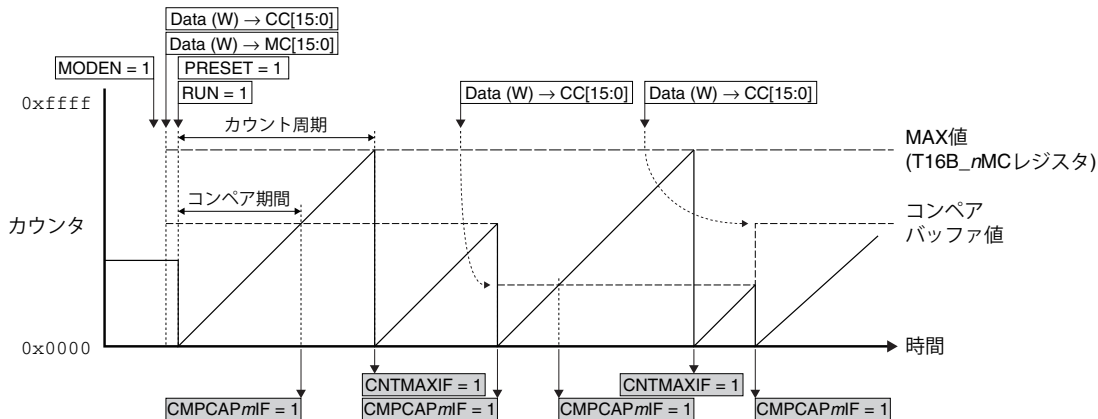 Data (W) → CC[15:0]
Data (W) → MC[15:0]
MODEN = 1
PRESET = 1
RUN = 1
Data (W) → CC[15:0]
Data (W) → CC[15:0]
0xffff
カウント周期
MAX値
(T16B_nMCレジスタ)
コンペア期間
カウンタ
コンペア
バッファ値
0x0000
時間
CNTMAXIF = 1
CNTMAXIF = 1
CMPCAPmIF = 1
CMPCAPmIF = 1
CMPCAPmIF = 1
CMPCAPmIF = 1